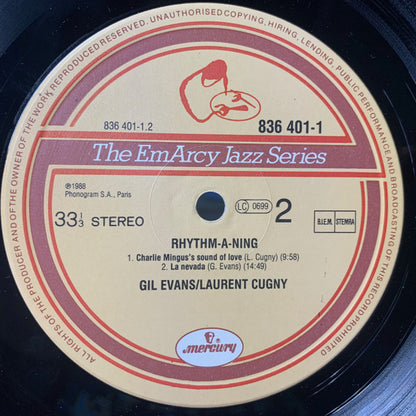 ALL RIGHTS OF THE PRODUCER AND OF THE OWNER OF THE WORK REPRODUCED RESERVED. UNAUTHORISED COPYING, HIRING, LENDING, PUBLIC PERFORMANCE AND BROADCASTING OF THIS RECORD PROHIBITED
836 401-1.2
836 401-1
The EmArcy Jazz Series
℗1988
Phonogram S.A., Paris
33 1/3 STEREO
LC 0699
2
B.I.E.M. STEMRA
RHYTHM-A-NING
1. Charlie Mingus's sound of love (L. Cugny) (9:58)
2. La nevada (G. Evans) (14:49)
GIL EVANS/LAURENT CUGNY
mercury